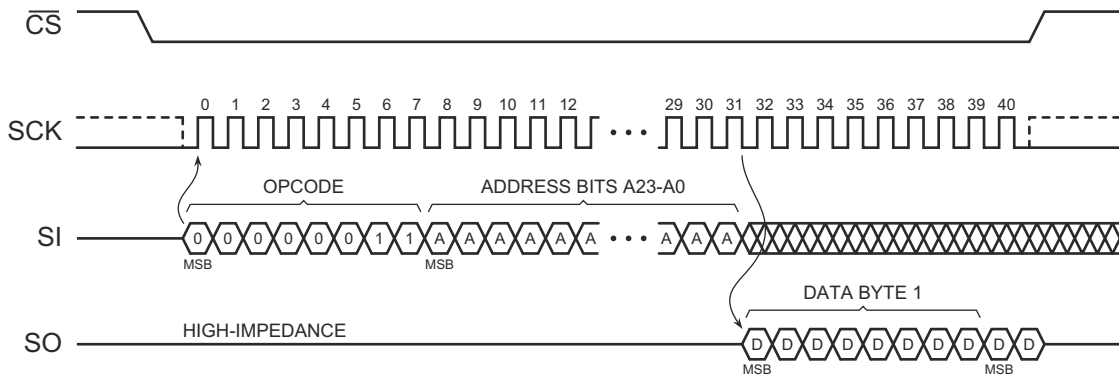 CS
0 1 2 3 4 5 6 7 8 9 10 11 12 29 30 31 32 33 34 35 36 37 38 39 40
SCK
OPCODE ADDRESS BITS A23-A0
SI 0 0 0 0 0 0 1 1 A A A A A A A A A
MSB MSB
DATA BYTE 1
HIGH-IMPEDANCE
SO D D D D D D D D D D
MSB MSB